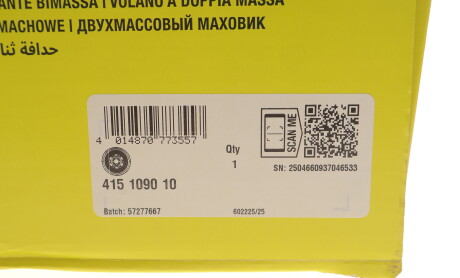 ANTE BIMASSA | VOLANO A DOPPIA MASSA
MACHOWE | ДВУХМАССОВЫЙ МАХОВИК
حدافة ثنا
4 014870 773557
Qty
1
SCAN ME
SN: 2504660937046533
415 1090 10
Batch: 57277667
602225/25